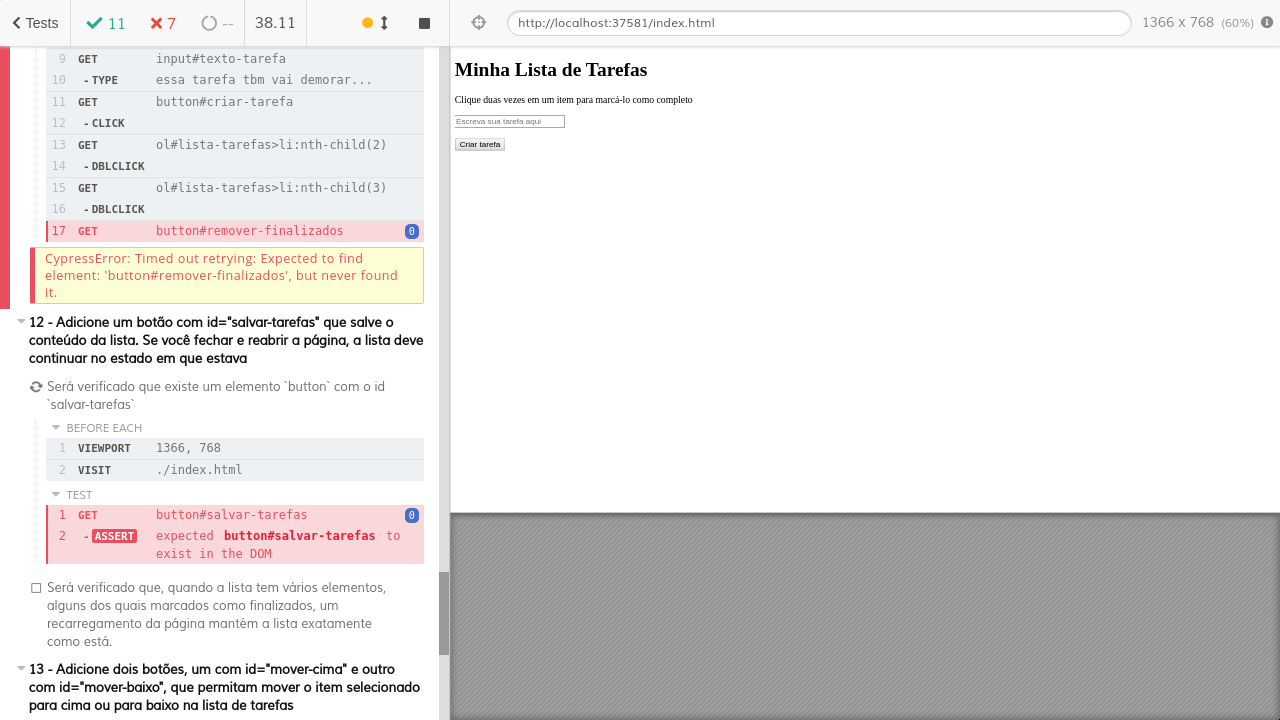 Tests 11 7 -- 38.11
http://localhost:37581/index.html 1366 x 768 (60%)
9 GET input#texto-tarefa
10 - TYPE essa tarefa tbm vai demorar...
11 GET button#criar-tarefa
12 - CLICK
13 GET ol#lista-tarefas>li:nth-child(2)
14 - DBLCLICK
15 GET ol#lista-tarefas>li:nth-child(3)
16 - DBLCLICK
17 GET button#remover-finalizados 0
CypressError: Timed out retrying: Expected to find
element: 'button#remover-finalizados', but never found
it.
12 - Adicione um botão com id="salvar-tarefas" que salve o
conteúdo da lista. Se você fechar e reabrir a página, a lista deve
continuar no estado em que estava
Será verificado que existe um elemento `button` com o id
`salvar-tarefas`
BEFORE EACH
1 VIEWPORT 1366, 768
2 VISIT ./index.html
TEST
1 GET button#salvar-tarefas 0
2 - ASSERT expected button#salvar-tarefas to
exist in the DOM
Será verificado que, quando a lista tem vários elementos,
alguns dos quais marcados como finalizados, um
recarregamento da página mantém a lista exatamente
como está.
13 - Adicione dois botões, um com id="mover-cima" e outro
com id="mover-baixo", que permitam mover o item selecionado
para cima ou para baixo na lista de tarefas
Minha Lista de Tarefas
Clique duas vezes em um item para marcá-lo como completo
Escreva sua tarefa aqui
Criar tarefa